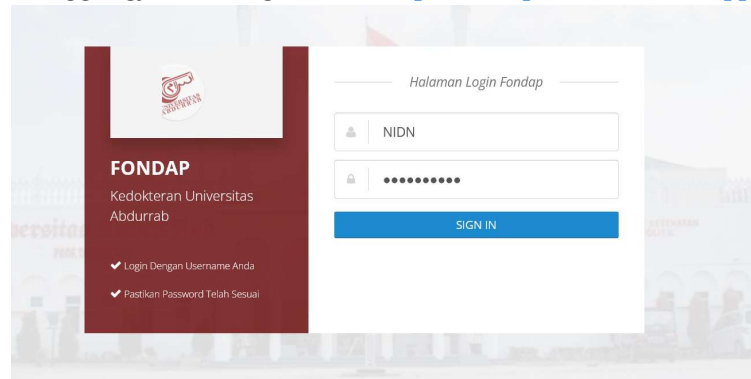 FONDAP
Kedokteran Universitas
Abdurrab
✔ Login Dengan Username Anda
✔ Pastikan Password Telah Sesuai
Halaman Login Fondap
NIDN
●●●●●●●●●●
SIGN IN